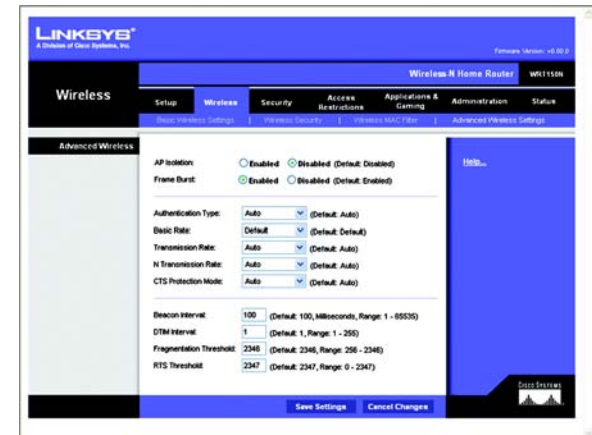 LINKSYS®
A Division of Cisco Systems, Inc.
Firmware Version: v0.00.0
Wireless-N Home Router WRT150N
Wireless
Setup Wireless Security Access Restrictions Applications & Gaming Administration Status
Basic Wireless Settings | Wireless Security | Wireless MAC Filter | Advanced Wireless Settings
Advanced Wireless
AP Isolation: Enabled Disabled (Default: Disabled)
Help...
Frame Burst: Enabled Disabled (Default: Enabled)
Authentication Type: Auto (Default: Auto)
Basic Rate: Default (Default: Default)
Transmission Rate: Auto (Default: Auto)
N Transmission Rate: Auto (Default: Auto)
CTS Protection Mode: Auto (Default: Auto)
Beacon Interval: 100 (Default: 100, Milliseconds, Range: 1 - 65535)
DTIM Interval: 1 (Default: 1, Range: 1 - 255)
Fragmentation Threshold: 2346 (Default: 2346, Range: 256 - 2346)
RTS Threshold: 2347 (Default: 2347, Range: 0 - 2347)
Save Settings Cancel Changes
Cisco Systems